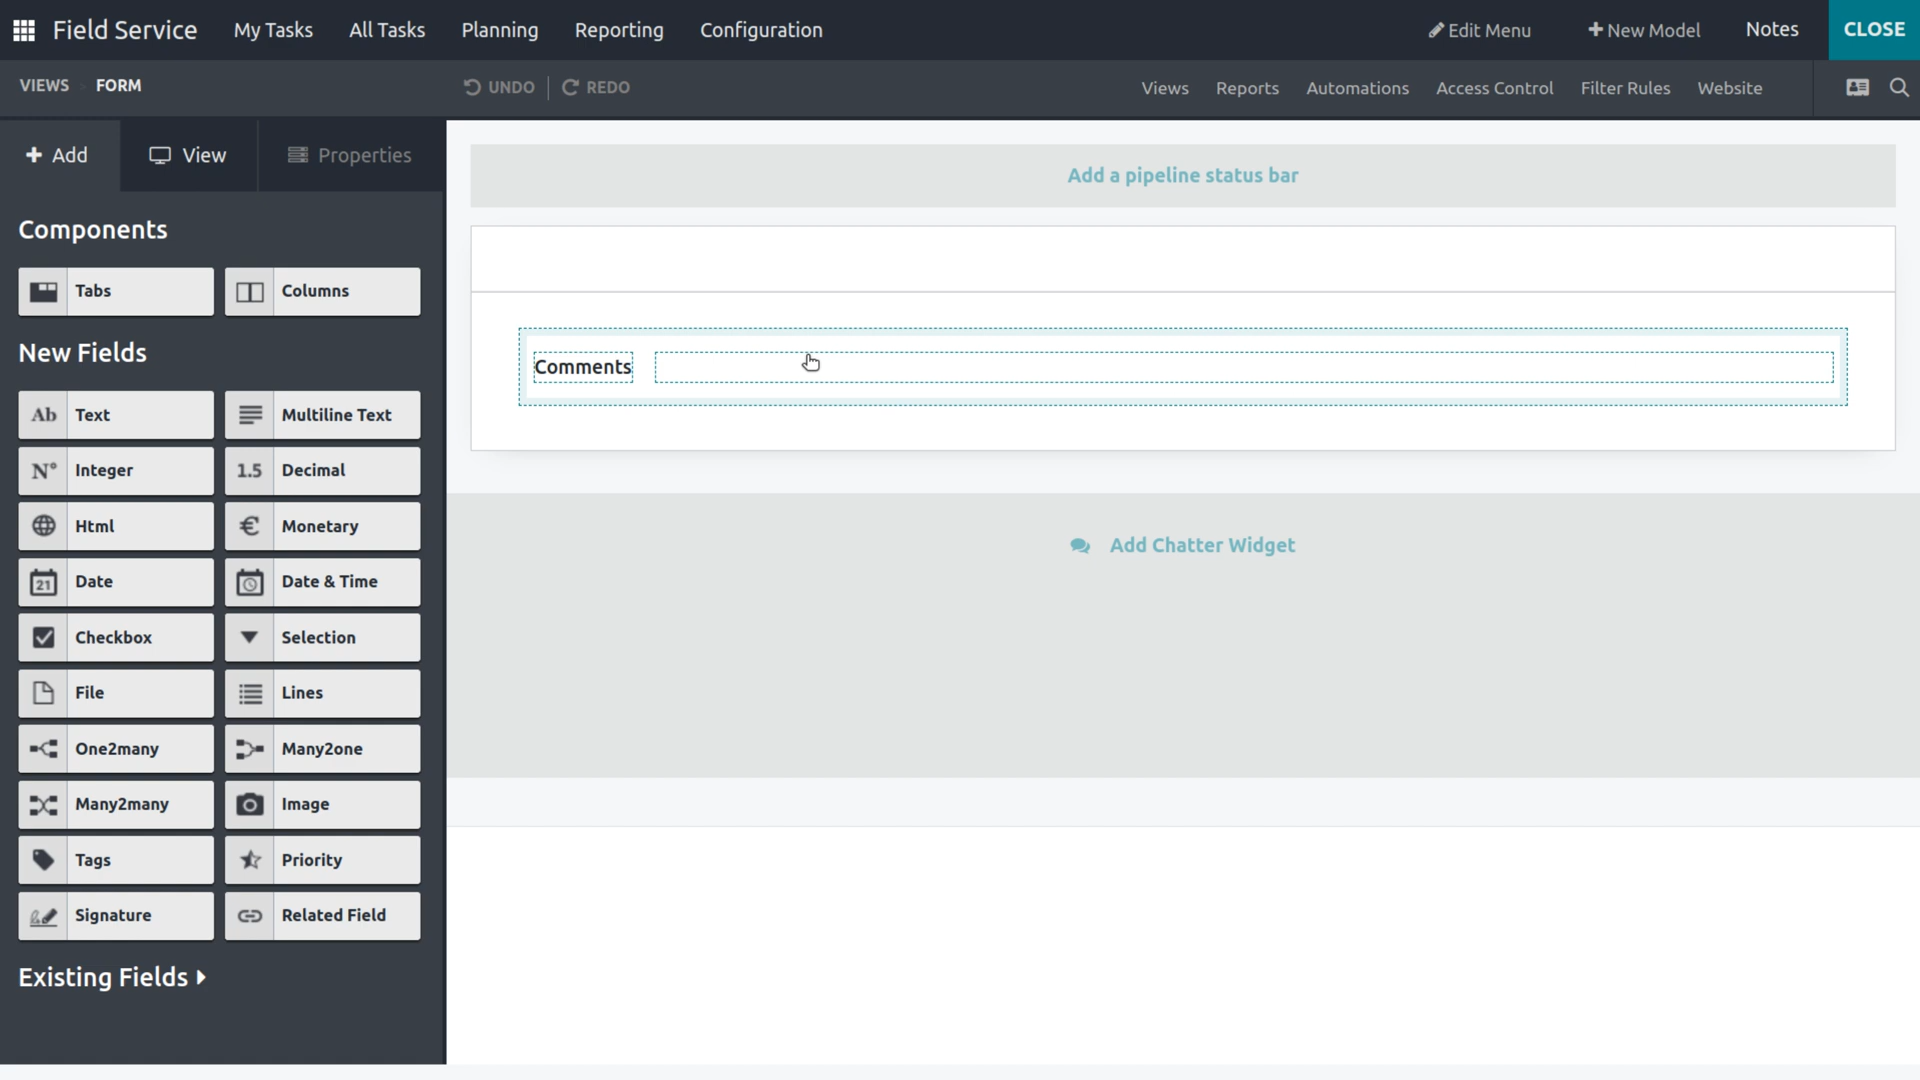 Field Service My Tasks All Tasks Planning Reporting Configuration Edit Menu New Model Notes CLOSE
VIEWS FORM UNDO REDO Views Reports Automations Access Control Filter Rules Website
Add View Properties
Add a pipeline status bar
Components
Tabs Columns
New Fields
Comments
Ab Text Multiline Text
N° Integer 1.5 Decimal
Html € Monetary
Add Chatter Widget
21 Date Date & Time
Checkbox Selection
File Lines
One2many Many2one
Many2many Image
Tags Priority
Signature Related Field
Existing Fields